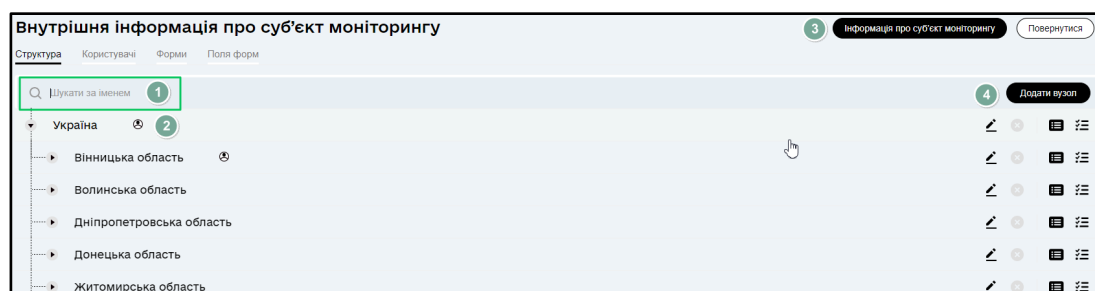 Внутрішня інформація про суб’єкт моніторингу
3 Інформація про суб'єкт моніторингу Повернутися
Структура Користувачі Форми Поля форм
Шукати за іменем 1 4 Додати вузол
Україна 2
Вінницька область
Волинська область
Дніпропетровська область
Донецька область
Житомирська область